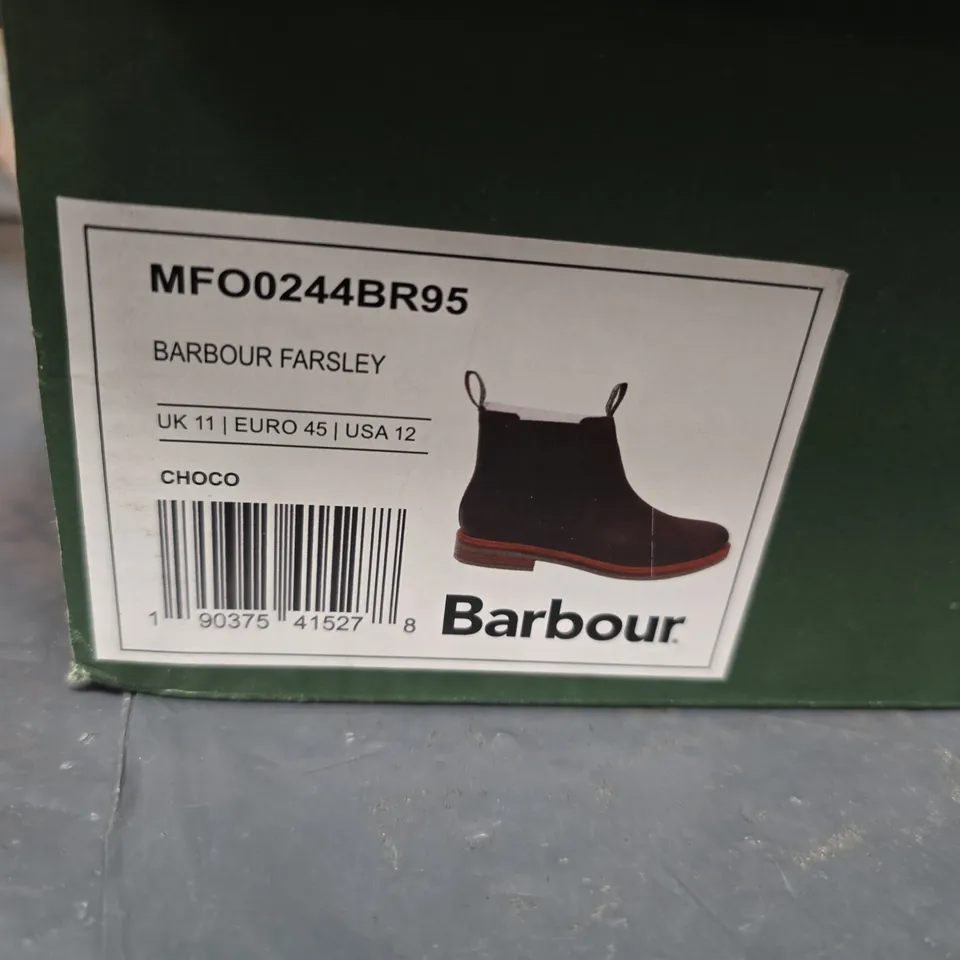 MFO0244BR95
BARBOUR FARSLEY
UK 11 | EURO 45 | USA 12
CHOCO
1 90375 41527 8
Barbour